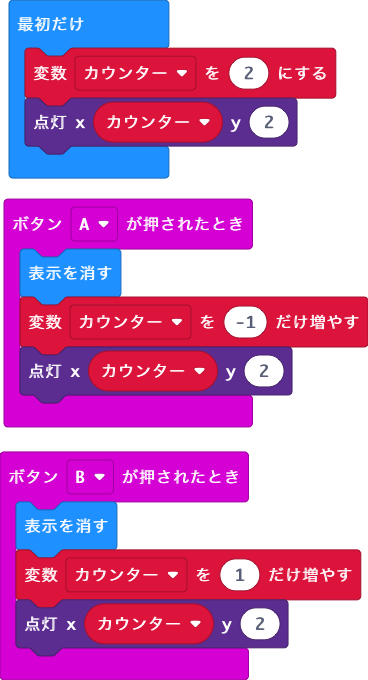 最初だけ
変数 カウンター を 2 にする
点灯 x カウンター y 2
ボタン A が押されたとき
表示を消す
変数 カウンター を -1 だけ増やす
点灯 x カウンター y 2
ボタン B が押されたとき
表示を消す
変数 カウンター を 1 だけ増やす
点灯 x カウンター y 2